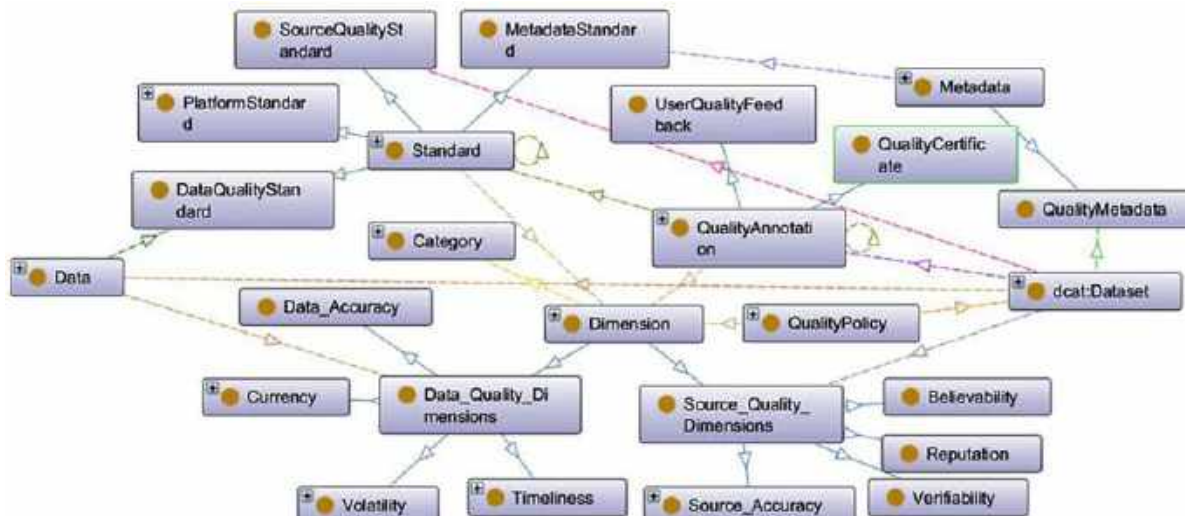 SourceQualitySt
andard
MetadataStandar
d
Metadata
PlatformStandar
d
UserQualityFeed
back
QualityCertific
ate
Standard
DataQualityStan
dard
QualityMetadata
Category
QualityAnnotati
on
Data
dcat:Dataset
Data_Accuracy
Dimension
QualityPolicy
Currency
Data_Quality_Di
mensions
Source_Quality_
Dimensions
Believability
Reputation
Volatility
Timeliness
Source_Accuracy
Verifiability